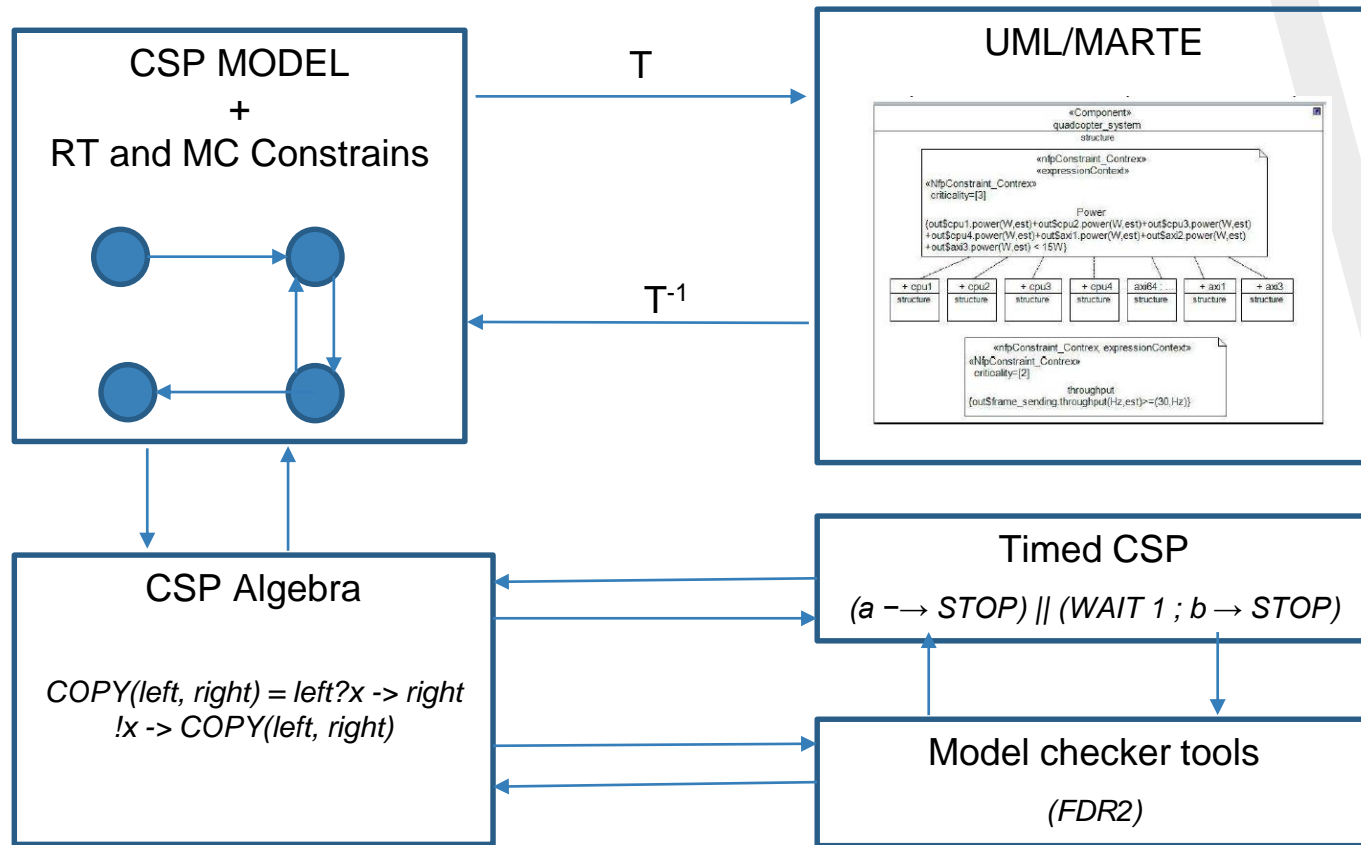 CSP MODEL
+
RT and MC Constrains
T
T-1
UML/MARTE
«Component»
quadcopter_system
structure
«nfpConstraint_Contrex»
«expressionContext»
«NfpConstraint_Contrex»
criticality=[3]
Power
{out$cpu1.power(W,est)+out$cpu2.power(W,est)+out$cpu3.power(W,est)
+out$cpu4.power(W,est)+out$axi1.power(W,est)+out$axi2.power(W,est)
+out$axi3.power(W,est) < 15W}
+ cpu1
structure
+ cpu2
structure
+ cpu3
structure
+ cpu4
structure
axi64 : ...
structure
+ axi1
structure
+ axi3
structure
«nfpConstraint_Contrex, expressionContext»
«NfpConstraint_Contrex»
criticality=[2]
throughput
{out$frame_sending.throughput(Hz,est)>=(30,Hz)}
CSP Algebra
COPY(left, right) = left?x -> right
!x -> COPY(left, right)
Timed CSP
(a −→ STOP) || (WAIT 1 ; b → STOP)
Model checker tools
(FDR2)